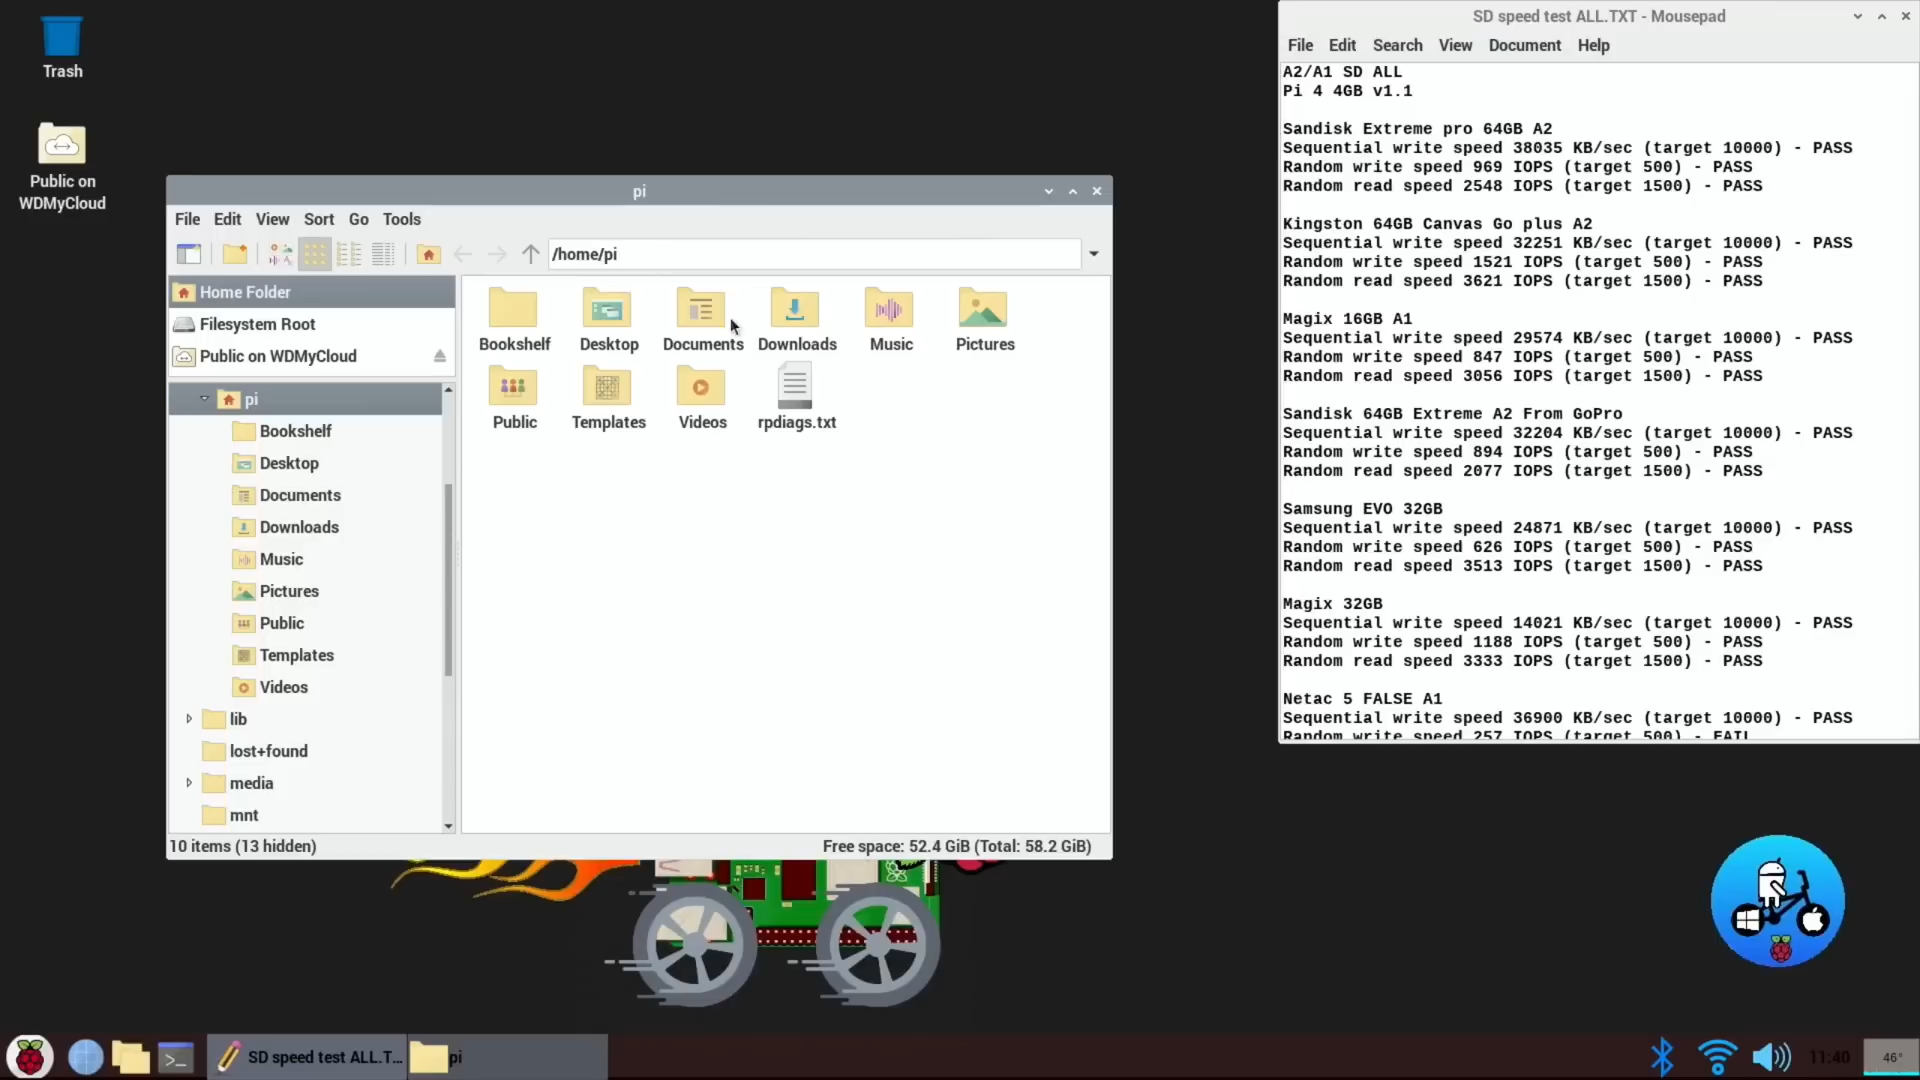 Trash
Public on
WDMyCloud
pi
File Edit View Sort Go Tools
/home/pi
Home Folder
Filesystem Root
Public on WDMyCloud
pi
Bookshelf
Desktop
Documents
Downloads
Music
Pictures
Public
Templates
Videos
lib
lost+found
media
mnt
Bookshelf Desktop Documents Downloads Music Pictures
Public Templates Videos rpdiags.txt
10 items (13 hidden)
Free space: 52.4 GiB (Total: 58.2 GiB)
SD speed test ALL.TXT - Mousepad
File Edit Search View Document Help
A2/A1 SD ALL
Pi 4 4GB v1.1
Sandisk Extreme pro 64GB A2
Sequential write speed 38035 KB/sec (target 10000) - PASS
Random write speed 969 IOPS (target 500) - PASS
Random read speed 2548 IOPS (target 1500) - PASS
Kingston 64GB Canvas Go plus A2
Sequential write speed 32251 KB/sec (target 10000) - PASS
Random write speed 1521 IOPS (target 500) - PASS
Random read speed 3621 IOPS (target 1500) - PASS
Magix 16GB A1
Sequential write speed 29574 KB/sec (target 10000) - PASS
Random write speed 847 IOPS (target 500) - PASS
Random read speed 3056 IOPS (target 1500) - PASS
Sandisk 64GB Extreme A2 From GoPro
Sequential write speed 32204 KB/sec (target 10000) - PASS
Random write speed 894 IOPS (target 500) - PASS
Random read speed 2077 IOPS (target 1500) - PASS
Samsung EVO 32GB
Sequential write speed 24871 KB/sec (target 10000) - PASS
Random write speed 626 IOPS (target 500) - PASS
Random read speed 3513 IOPS (target 1500) - PASS
Magix 32GB
Sequential write speed 14021 KB/sec (target 10000) - PASS
Random write speed 1188 IOPS (target 500) - PASS
Random read speed 3333 IOPS (target 1500) - PASS
Netac 5 FALSE A1
Sequential write speed 36900 KB/sec (target 10000) - PASS
Random write speed 257 IOPS (target 500) - FAIL
SD speed test ALL.T...
pi
11:40
46°